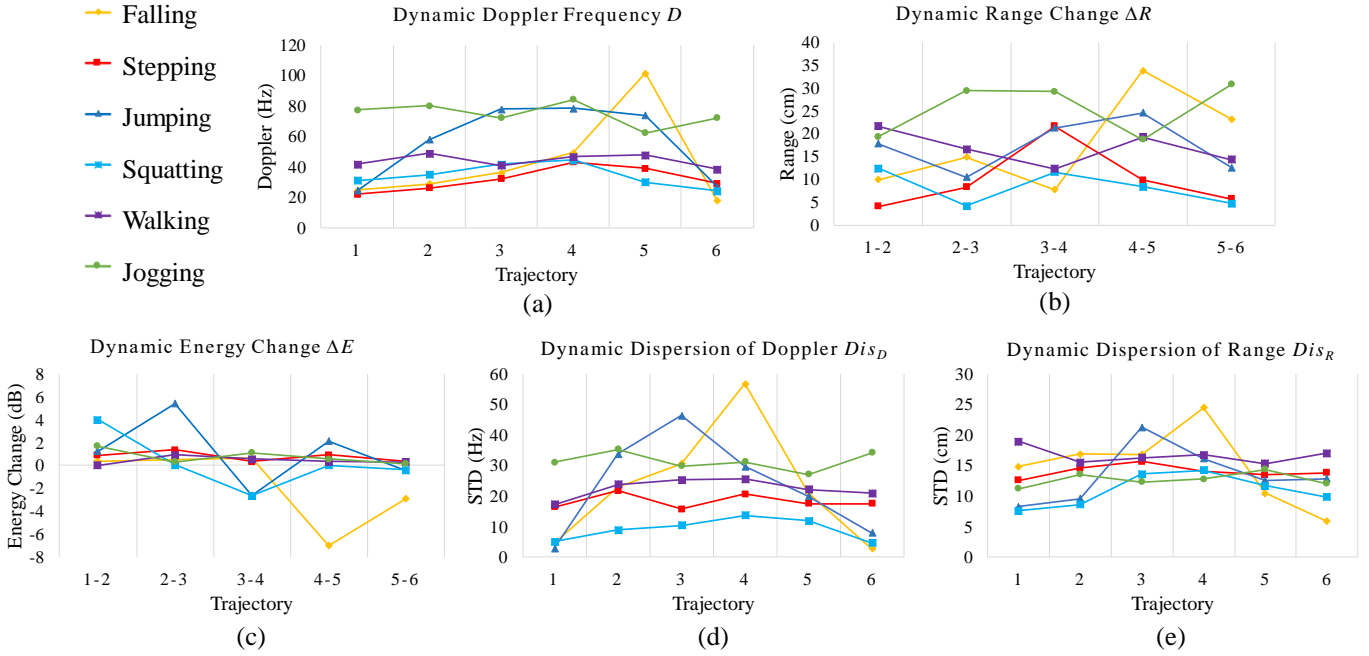 Falling
Stepping
Jumping
Squatting
Walking
Jogging
Dynamic Doppler Frequency D
Doppler (Hz)
120
100
80
60
40
20
0
1 2 3 4 5 6
Trajectory
(a)
Dynamic Range Change ΔR
Range (cm)
40
35
30
25
20
15
10
5
0
1-2 2-3 3-4 4-5 5-6
Trajectory
(b)
Dynamic Energy Change ΔE
Energy Change (dB)
8
6
4
2
0
-2
-4
-6
-8
1-2 2-3 3-4 4-5 5-6
Trajectory
(c)
Dynamic Dispersion of Doppler Dis_D
STD (Hz)
60
50
40
30
20
10
0
1 2 3 4 5 6
Trajectory
(d)
Dynamic Dispersion of Range Dis_R
STD (cm)
30
25
20
15
10
5
0
1 2 3 4 5 6
Trajectory
(e)